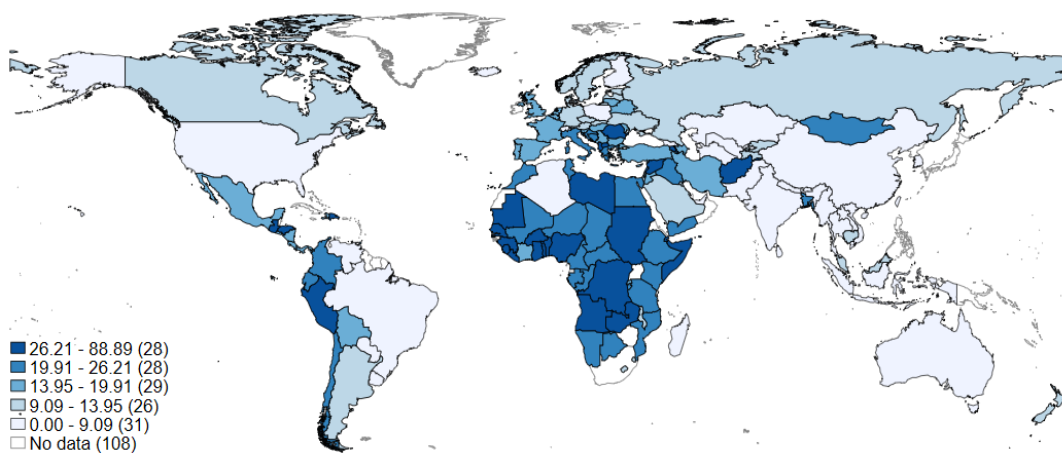 26.21 - 88.89 (28)
19.91 - 26.21 (28)
13.95 - 19.91 (29)
9.09 - 13.95 (26)
0.00 - 9.09 (31)
No data (108)